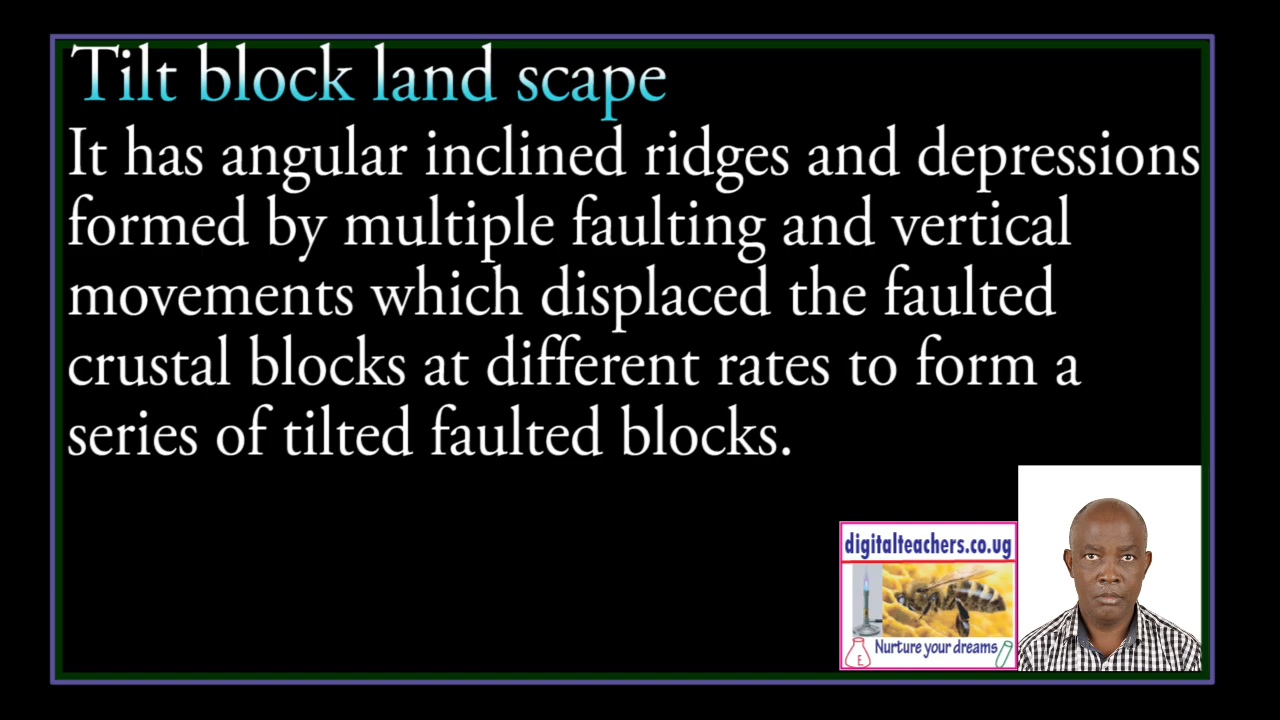 Tilt block land scape
It has angular inclined ridges and depressions
formed by multiple faulting and vertical
movements which displaced the faulted
crustal blocks at different rates to form a
series of tilted faulted blocks.
digitalteachers.co.ug
Nurture your dreams
E